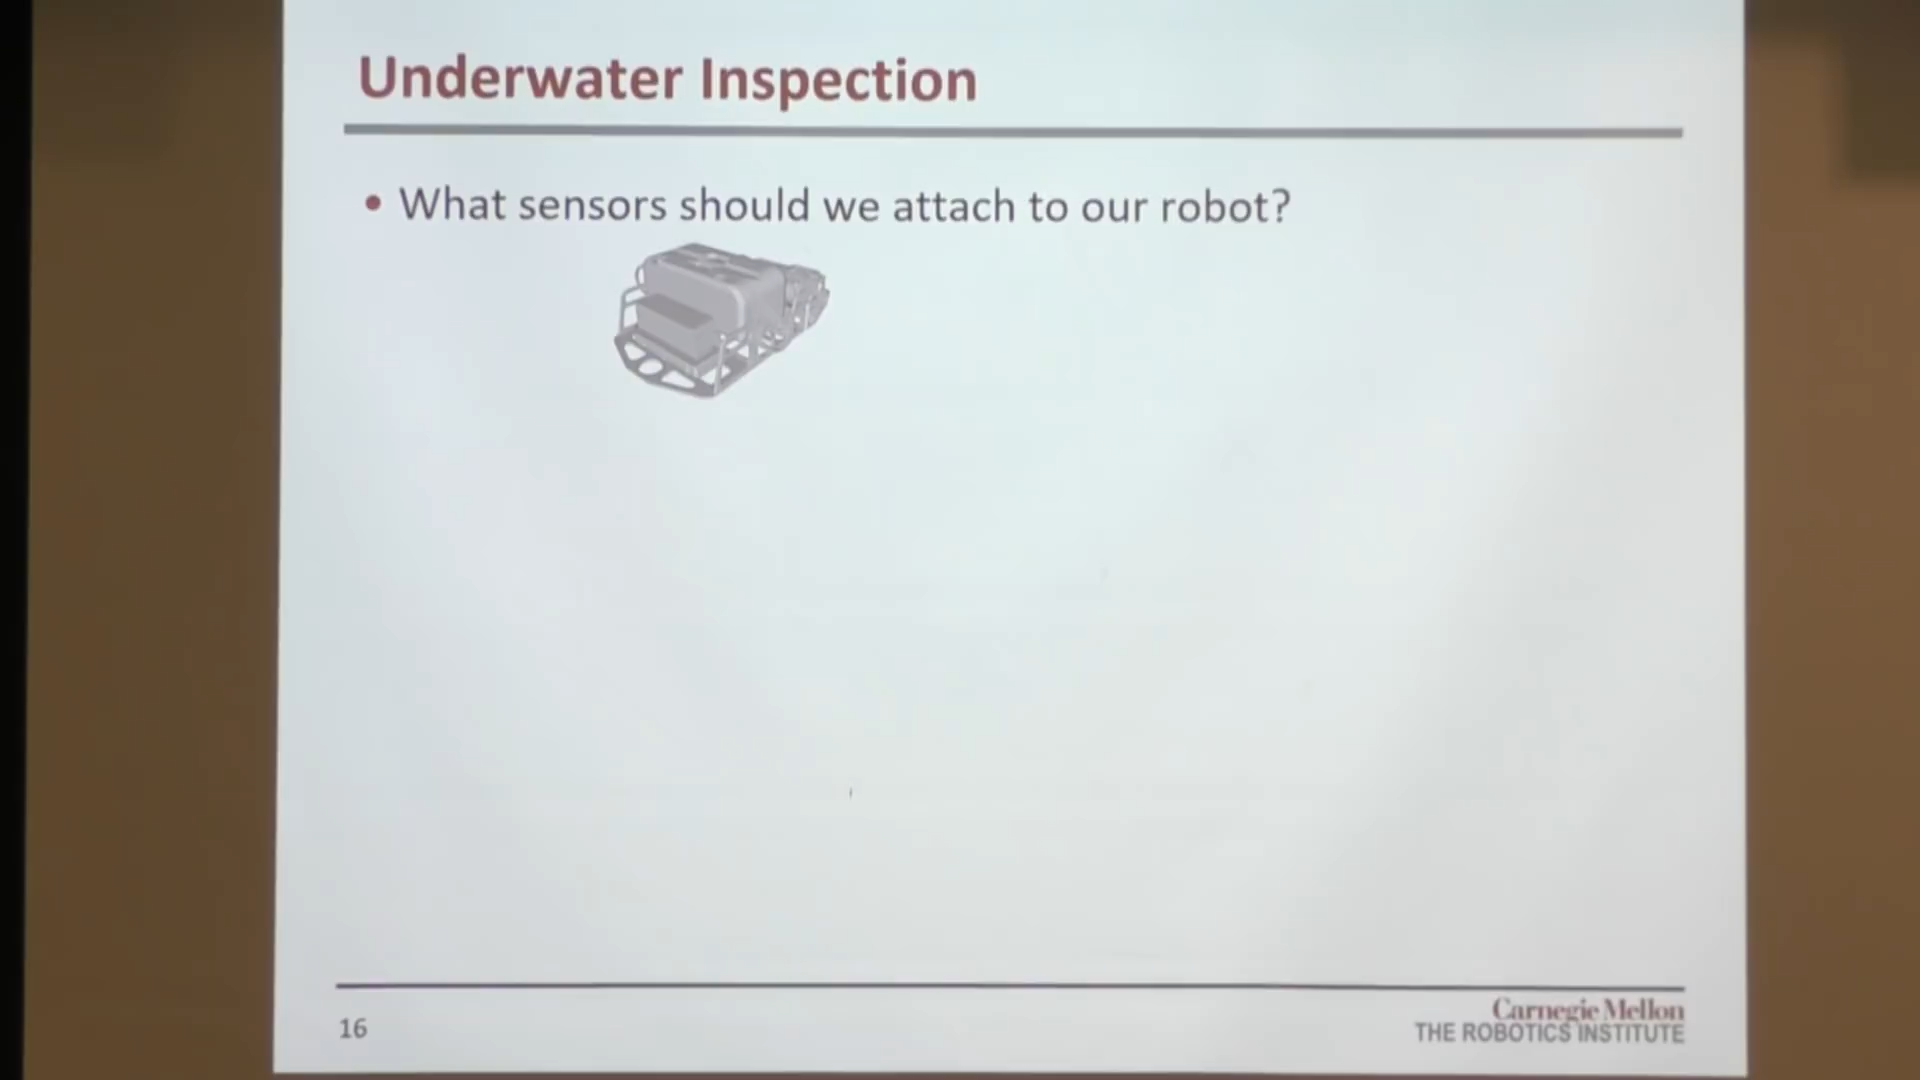 Underwater Inspection
• What sensors should we attach to our robot?
16
Carnegie Mellon
THE ROBOTICS INSTITUTE